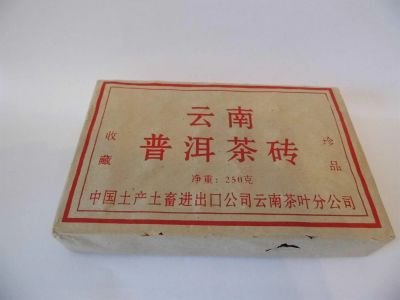 云南
普洱茶砖
收藏
珍品
净重：250克
中国土产土畜进出口公司云南茶叶分公司